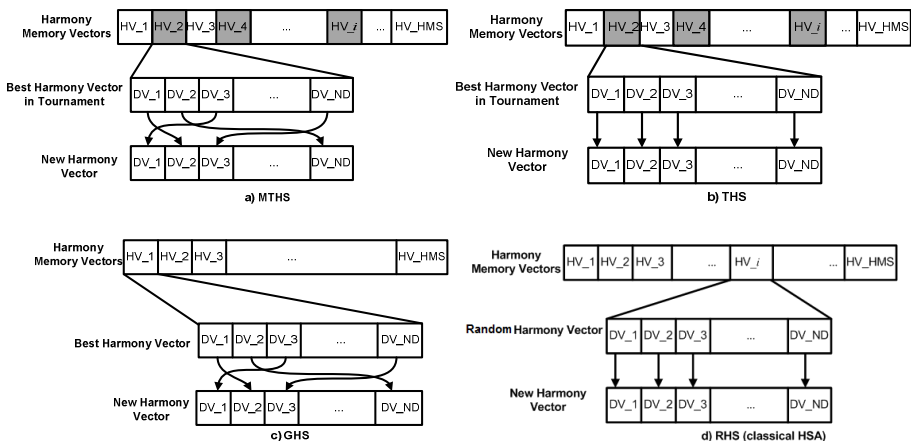 Harmony
Memory Vectors
HV_1 HV_2 HV_3 HV_4 ... HV_i ... HV_HMS
Best Harmony Vector
in Tournament
DV_1 DV_2 DV_3 ... DV_ND
New Harmony
Vector
DV_1 DV_2 DV_3 ... DV_ND
a) MTHS
Harmony
Memory Vectors
HV_1 HV_2 HV_3 HV_4 ... HV_i ... HV_HMS
Best Harmony Vector
in Tournament
DV_1 DV_2 DV_3 ... DV_ND
New Harmony
Vector
DV_1 DV_2 DV_3 ... DV_ND
b) THS
Harmony
Memory Vectors
HV_1 HV_2 HV_3 ... HV_HMS
Best Harmony Vector
DV_1 DV_2 DV_3 ... DV_ND
New Harmony
Vector
DV_1 DV_2 DV_3 ... DV_ND
c) GHS
Harmony
Memory Vectors
HV_1 HV_2 HV_3 ... HV_i ... HV_HMS
Random Harmony Vector
DV_1 DV_2 DV_3 ... DV_ND
New Harmony
Vector
DV_1 DV_2 DV_3 ... DV_ND
d) RHS (classical HSA)